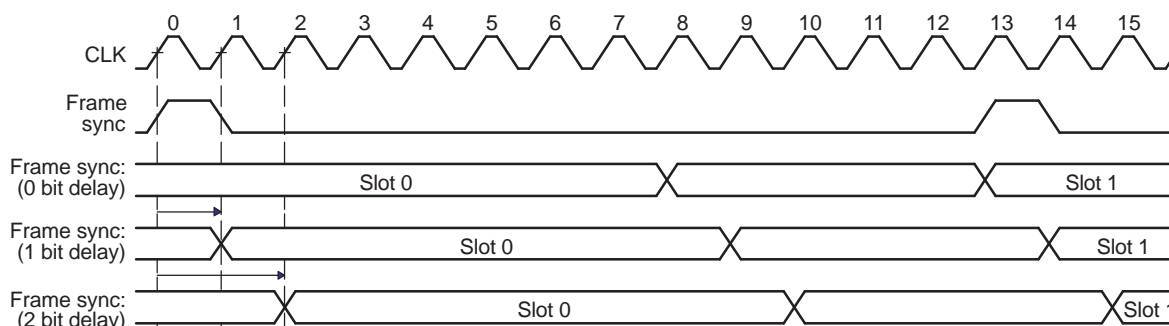 0 1 2 3 4 5 6 7 8 9 10 11 12 13 14 15
CLK
Frame
sync
Frame sync:
(0 bit delay)
Slot 0
Slot 1
Frame sync:
(1 bit delay)
Slot 0
Slot 1
Frame sync:
(2 bit delay)
Slot 0
Slot 1